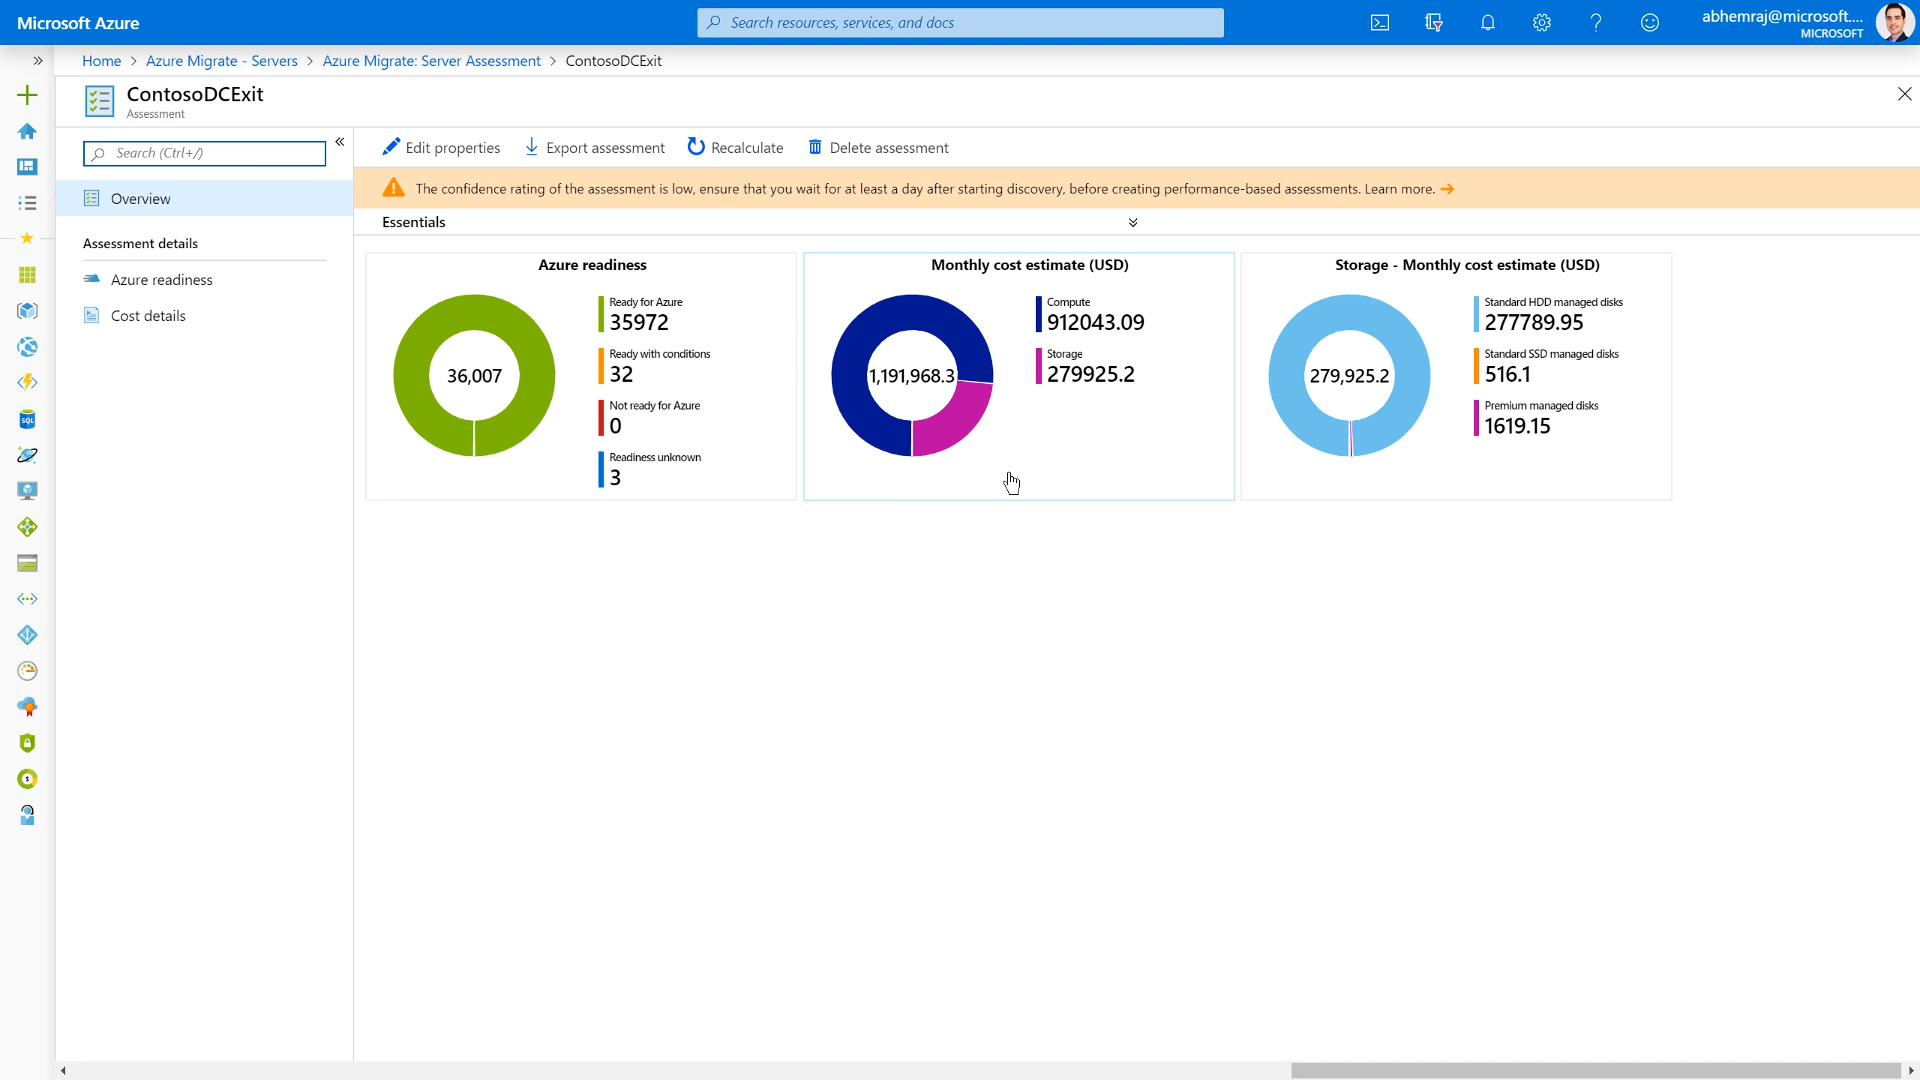 Microsoft Azure
Search resources, services, and docs
abhemraj@microsoft....
MICROSOFT
Home > Azure Migrate - Servers > Azure Migrate: Server Assessment > ContosoDCExit
ContosoDCExit
Assessment
Search (Ctrl+/)
Overview
Assessment details
Azure readiness
Cost details
Edit properties
Export assessment
Recalculate
Delete assessment
The confidence rating of the assessment is low, ensure that you wait for at least a day after starting discovery, before creating performance-based assessments. Learn more.
Essentials
Azure readiness
36,007
Ready for Azure
35972
Ready with conditions
32
Not ready for Azure
0
Readiness unknown
3
Monthly cost estimate (USD)
1,191,968.3
Compute
912043.09
Storage
279925.2
Storage - Monthly cost estimate (USD)
279,925.2
Standard HDD managed disks
277789.95
Standard SSD managed disks
516.1
Premium managed disks
1619.15
SQL